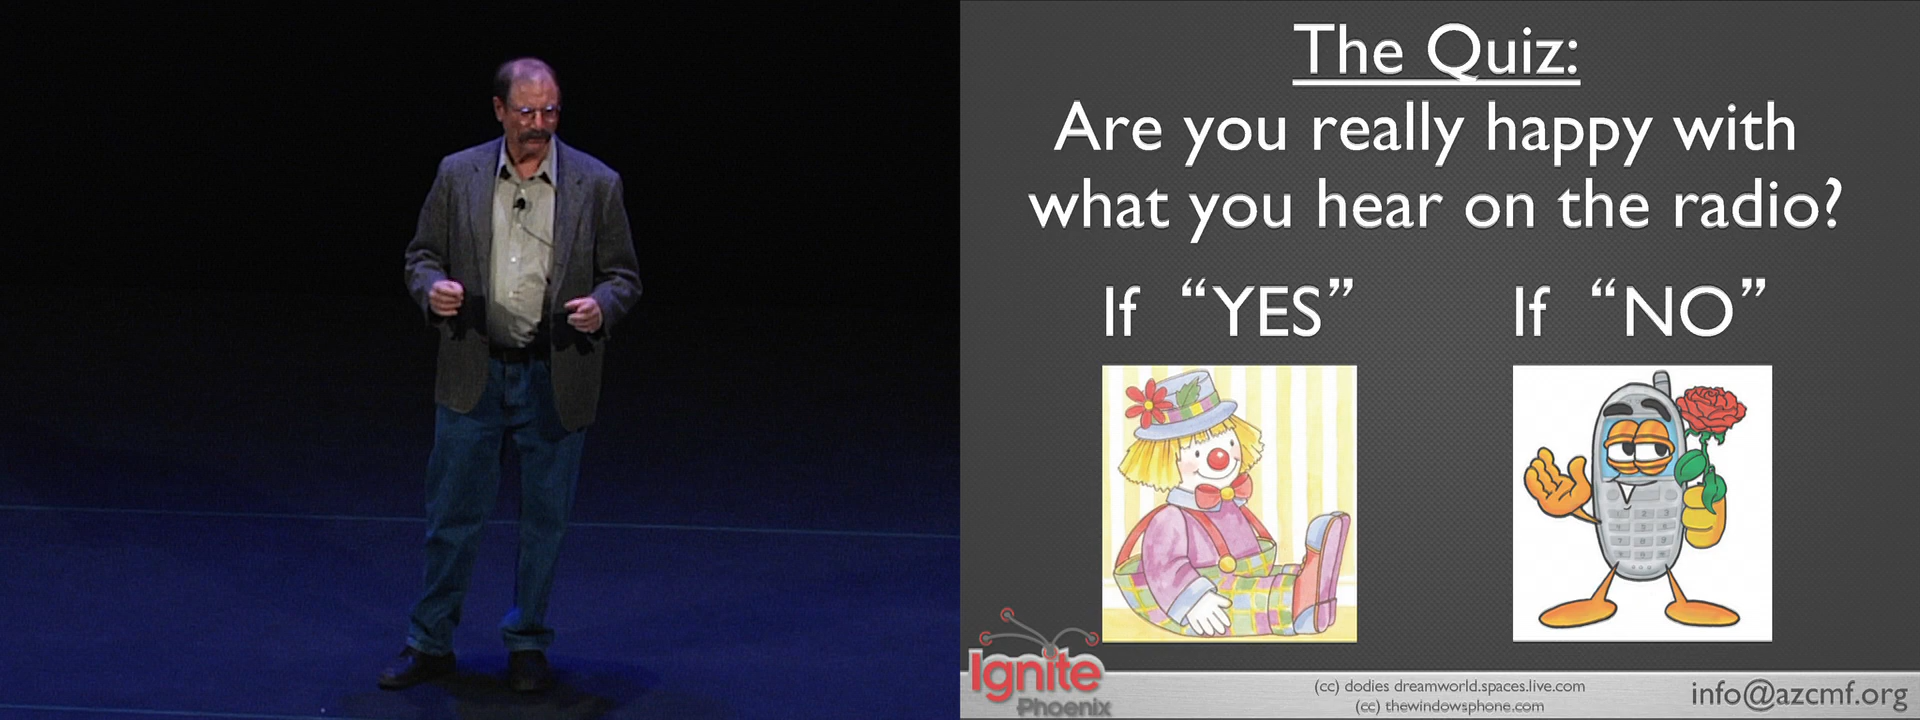 The Quiz:
Are you really happy with
what you hear on the radio?
If “YES”
If “NO”
Ignite
Phoenix
(cc) dodies dreamworld.spaces.live.com
(cc) thewindowsphone.com
info@azcmf.org